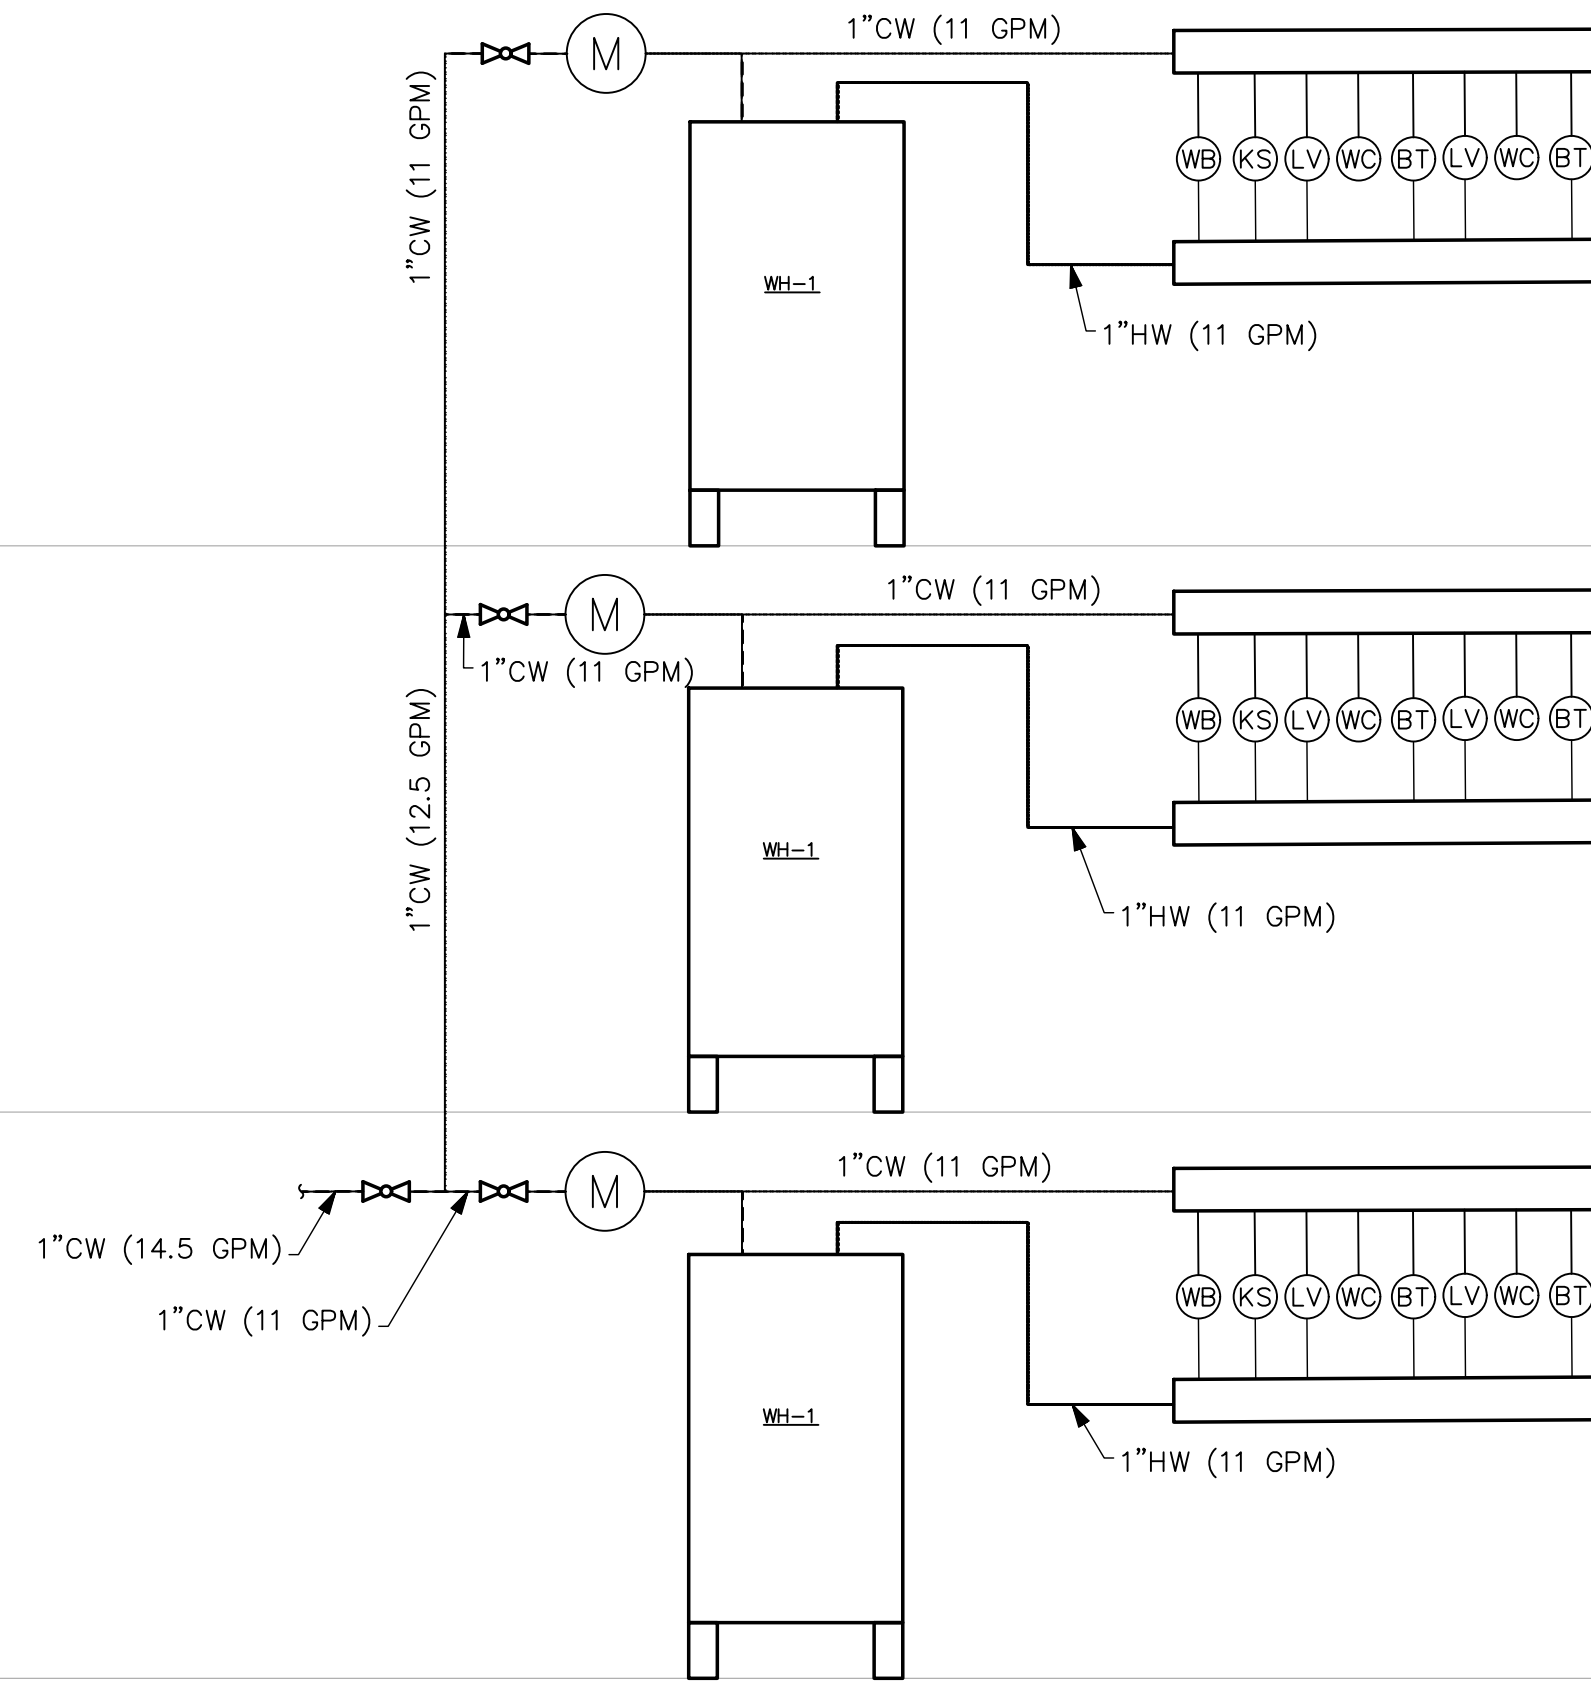 1”CW (11 GPM)
M
1”CW (11 GPM)
WB KS LV WC BT LV WC BT
WH-1
1”HW (11 GPM)
1”CW (11 GPM)
M
1”CW (11 GPM)
1”CW (12.5 GPM)
WB KS LV WC BT LV WC BT
WH-1
1”HW (11 GPM)
1”CW (11 GPM)
M
1”CW (14.5 GPM)
1”CW (11 GPM)
WB KS LV WC BT LV WC BT
WH-1
1”HW (11 GPM)